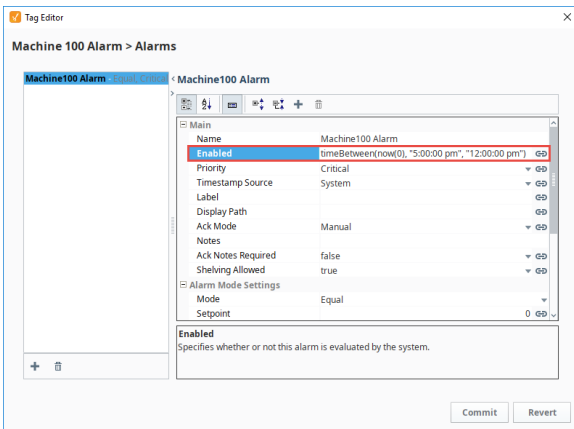 Tag Editor
Machine 100 Alarm > Alarms
Machine100 Alarm - Equal, Critical
Machine100 Alarm
Main
Name Machine100 Alarm
Enabled timeBetween(now(0), "5:00:00 pm", "12:00:00 pm")
Priority Critical
Timestamp Source System
Label
Display Path
Ack Mode Manual
Notes
Ack Notes Required false
Shelving Allowed true
Alarm Mode Settings
Mode Equal
Setpoint 0
Enabled
Specifies whether or not this alarm is evaluated by the system.
Commit Revert